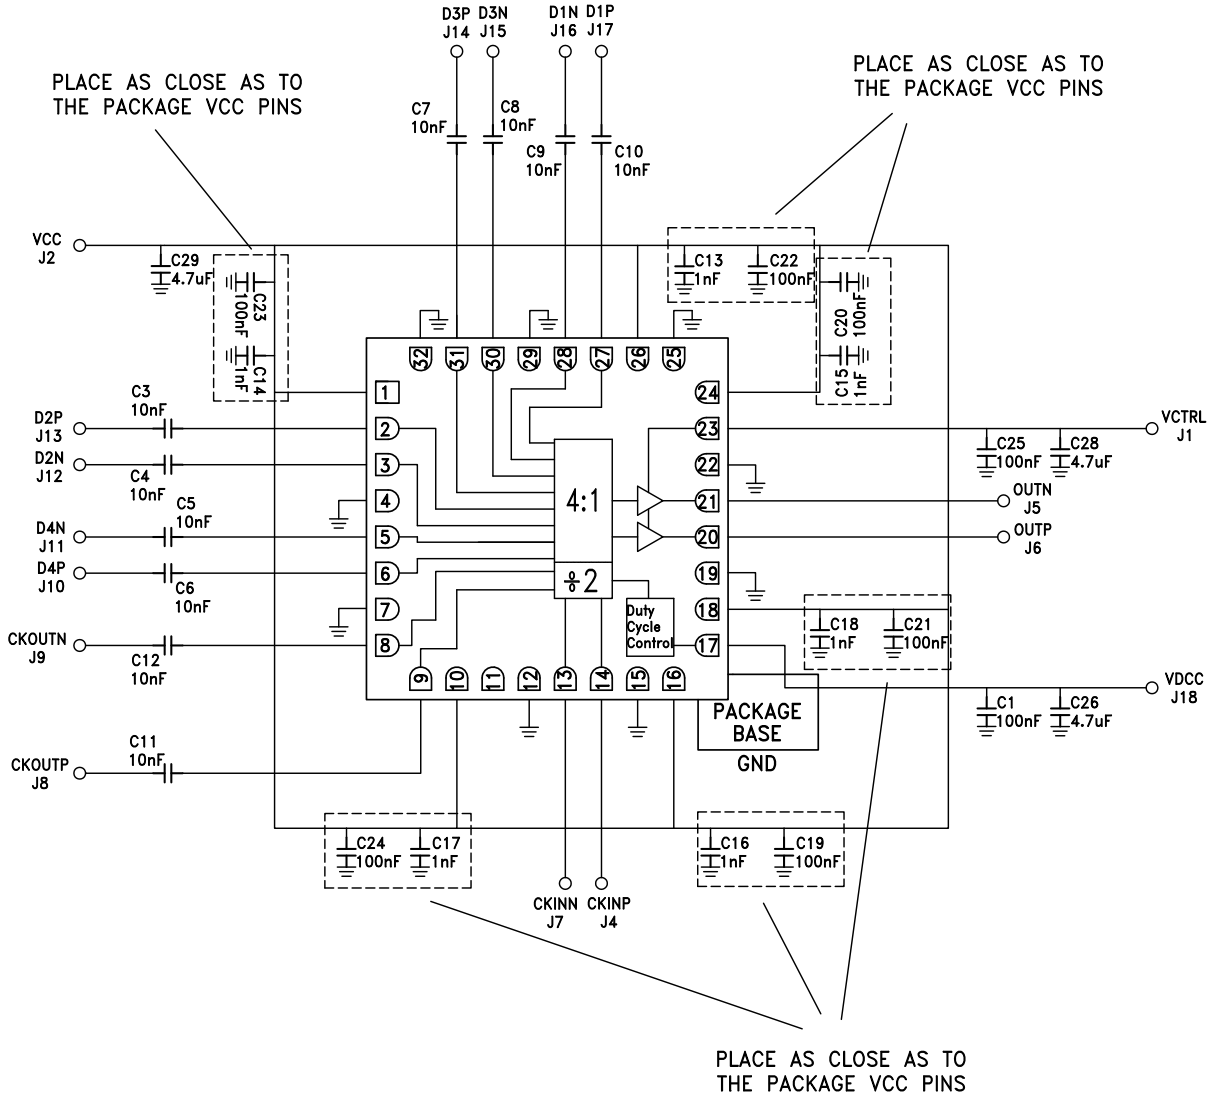 D3P D3N D1N D1P
J14 J15 J16 J17
PLACE AS CLOSE AS TO
THE PACKAGE VCC PINS
PLACE AS CLOSE AS TO
THE PACKAGE VCC PINS
C7
10nF
C8
10nF
C9
10nF
C10
10nF
VCC
J2
C29
4.7uF
C23
100nF
C14
1nF
C13
1nF
C22
100nF
C20
100nF
C15
1nF
32 31 30 29 28 27 26 25
1
2
3
4
5
6
7
8
9 10 11 12 13 14 15 16
24
23
22
21
20
19
18
17
4:1
÷2
Duty
Cycle
Control
C3
10nF
D2P
J13
D2N
J12
C4
10nF
C5
10nF
D4N
J11
D4P
J10
C6
10nF
CKOUTN
J9
C12
10nF
CKOUTP
J8
C11
10nF
VCTRL
J1
C25
100nF
C28
4.7uF
OUTN
J5
OUTP
J6
C18
1nF
C21
100nF
VDCC
J18
C1
100nF
C26
4.7uF
PACKAGE
BASE
GND
C24
100nF
C17
1nF
C16
1nF
C19
100nF
CKINN
J7
CKINP
J4
PLACE AS CLOSE AS TO
THE PACKAGE VCC PINS